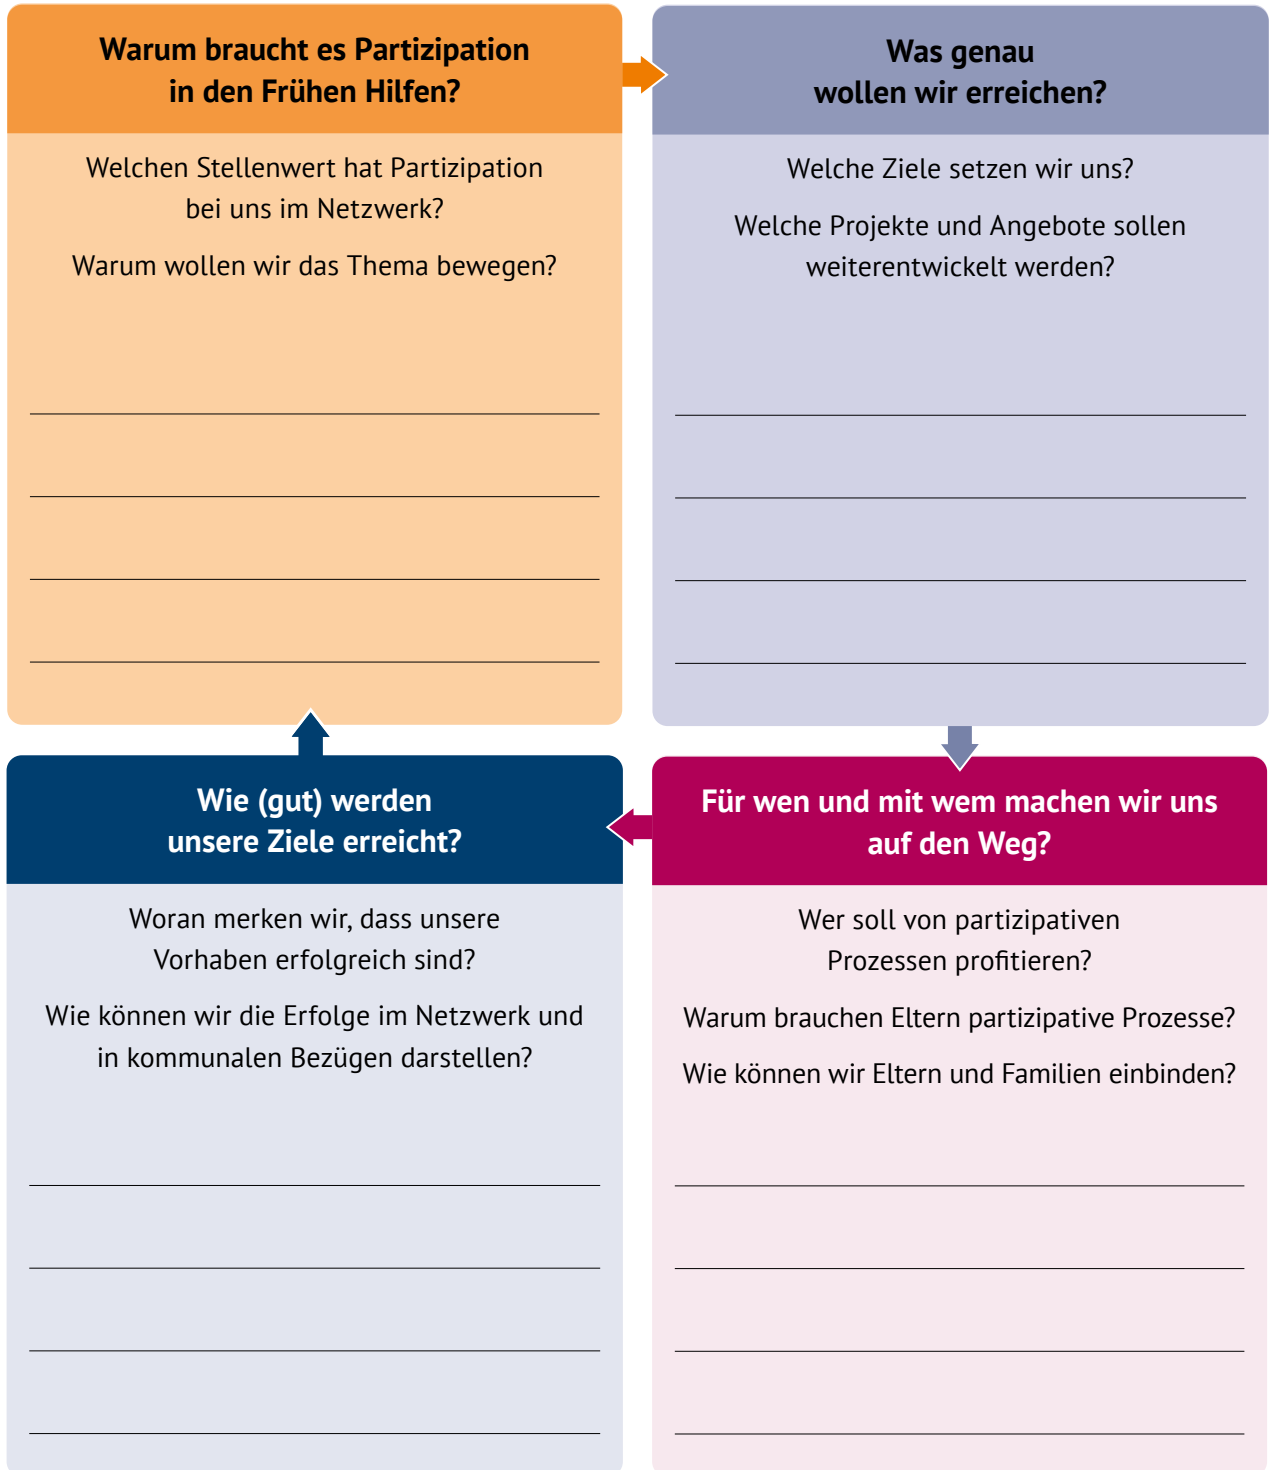 Warum braucht es Partizipation
in den Frühen Hilfen?
Welchen Stellenwert hat Partizipation
bei uns im Netzwerk?
Warum wollen wir das Thema bewegen?
Was genau
wollen wir erreichen?
Welche Ziele setzen wir uns?
Welche Projekte und Angebote sollen
weiterentwickelt werden?
Für wen und mit wem machen wir uns
auf den Weg?
Wer soll von partizipativen
Prozessen profitieren?
Warum brauchen Eltern partizipative Prozesse?
Wie können wir Eltern und Familien einbinden?
Wie (gut) werden
unsere Ziele erreicht?
Woran merken wir, dass unsere
Vorhaben erfolgreich sind?
Wie können wir die Erfolge im Netzwerk und
in kommunalen Bezügen darstellen?